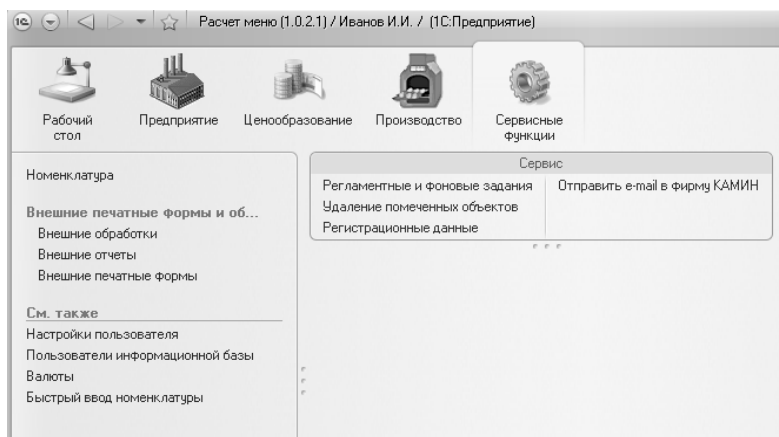 1С Расчет меню (1.0.2.1) / Иванов И.И. / (1С:Предприятие)
Рабочий стол
Предприятие
Ценообразование
Производство
Сервисные функции
Номенклатура
Внешние печатные формы и об...
Внешние обработки
Внешние отчеты
Внешние печатные формы
См. также
Настройки пользователя
Пользователи информационной базы
Валюты
Быстрый ввод номенклатуры
Сервис
Регламентные и фоновые задания
Удаление помеченных объектов
Регистрационные данные
Отправить e-mail в фирму КАМИН